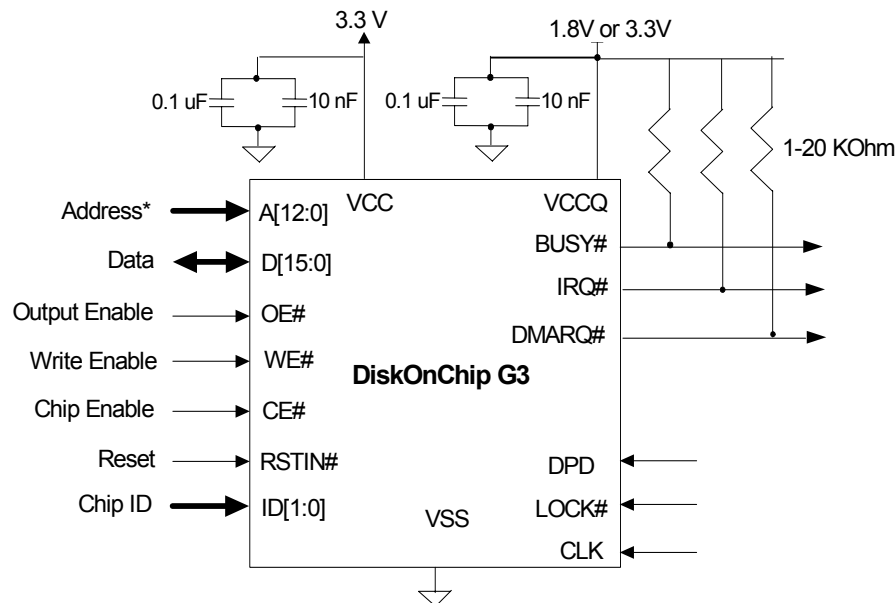 3.3 V
1.8V or 3.3V
0.1 uF
10 nF
0.1 uF
10 nF
1-20 KOhm
VCC
VCCQ
Address*
A[12:0]
BUSY#
Data
D[15:0]
IRQ#
Output Enable
OE#
DMARQ#
Write Enable
WE#
DiskOnChip G3
Chip Enable
CE#
Reset
RSTIN#
DPD
Chip ID
ID[1:0]
VSS
LOCK#
CLK